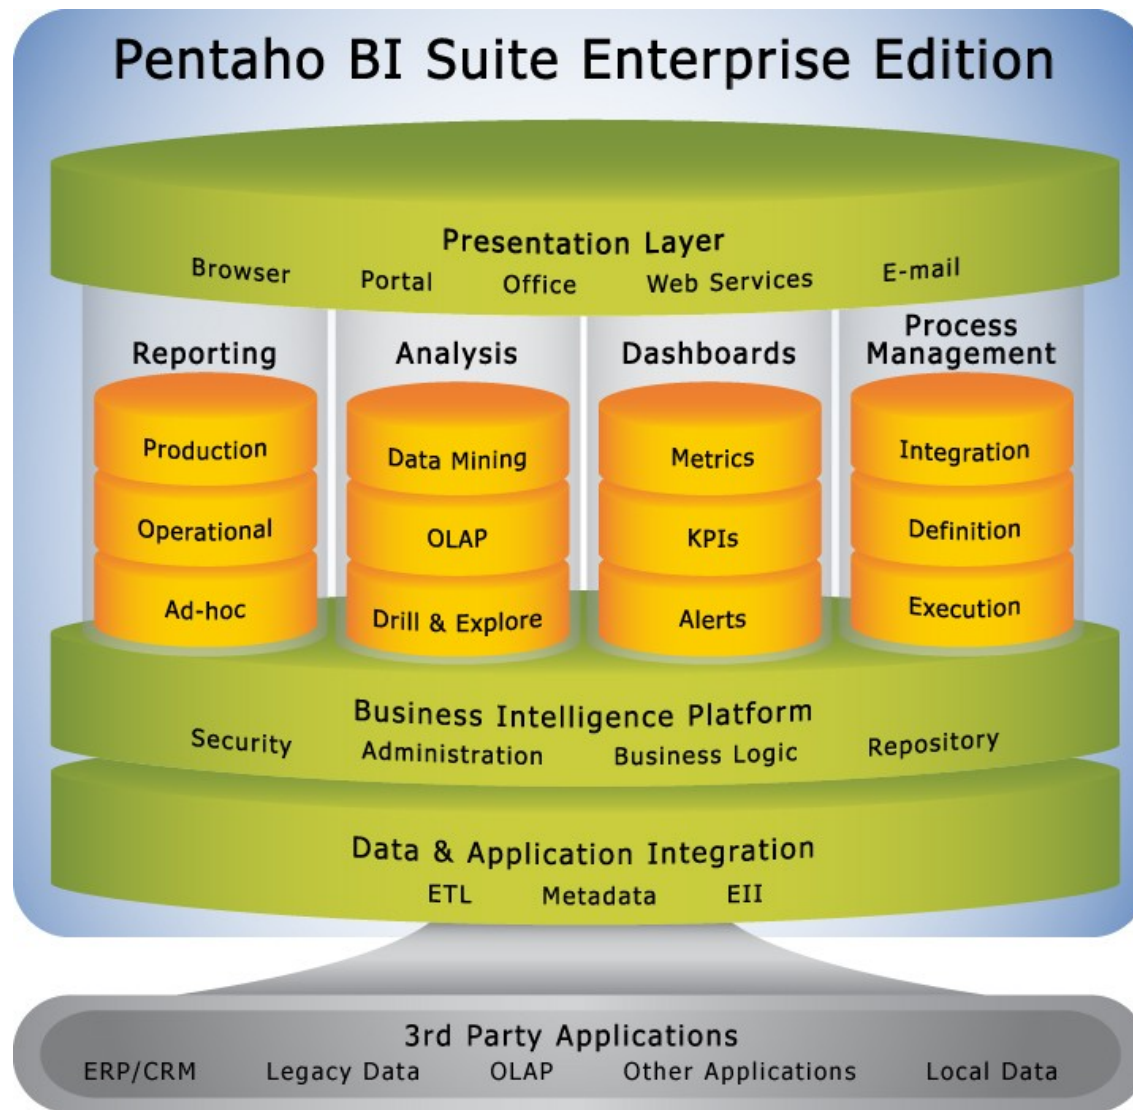 Pentaho BI Suite Enterprise Edition
Presentation Layer
Browser Portal Office Web Services E-mail
Reporting
Production
Operational
Ad-hoc
Analysis
Data Mining
OLAP
Drill & Explore
Dashboards
Metrics
KPIs
Alerts
Process
Management
Integration
Definition
Execution
Business Intelligence Platform
Security Administration Business Logic Repository
Data & Application Integration
ETL Metadata EII
3rd Party Applications
ERP/CRM Legacy Data OLAP Other Applications Local Data